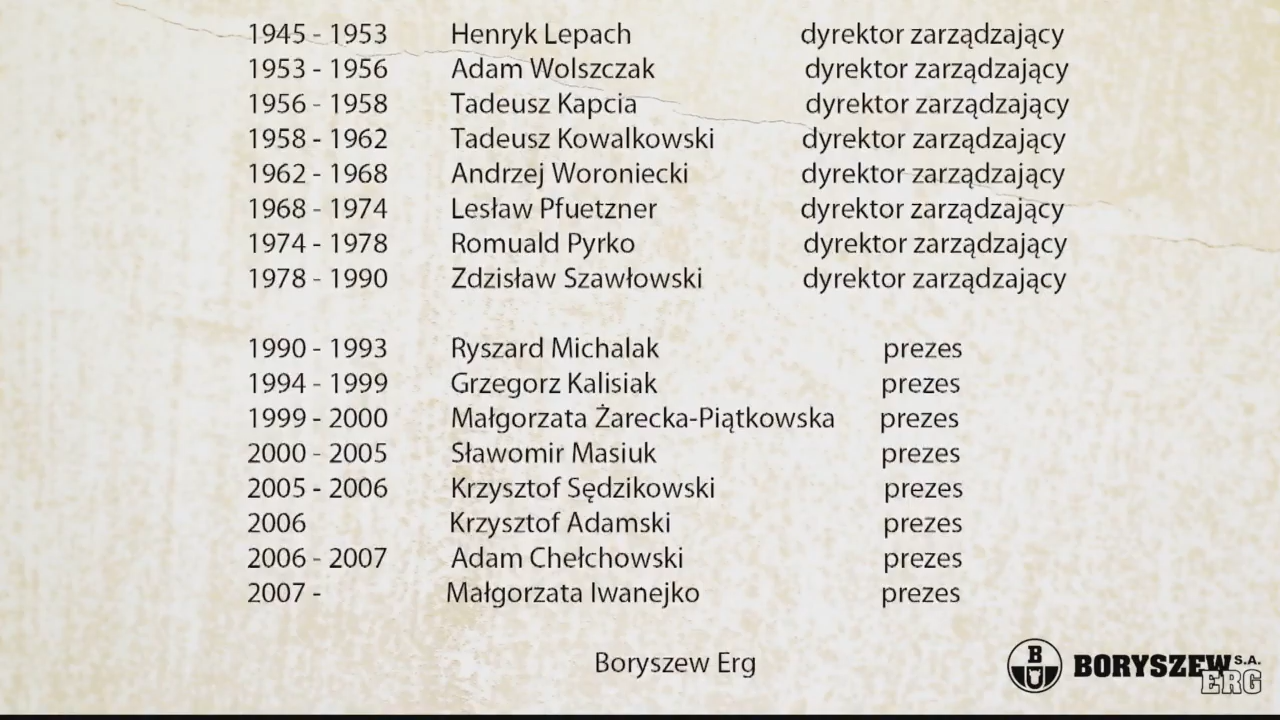 1945 - 1953 Henryk Lepach dyrektor zarządzający
1953 - 1956 Adam Wolszczak dyrektor zarządzający
1956 - 1958 Tadeusz Kapcia dyrektor zarządzający
1958 - 1962 Tadeusz Kowalkowski dyrektor zarządzający
1962 - 1968 Andrzej Woroniecki dyrektor zarządzający
1968 - 1974 Lesław Pfuetzner dyrektor zarządzający
1974 - 1978 Romuald Pyrko dyrektor zarządzający
1978 - 1990 Zdzisław Szawłowski dyrektor zarządzający
1990 - 1993 Ryszard Michalak prezes
1994 - 1999 Grzegorz Kalisiak prezes
1999 - 2000 Małgorzata Żarecka-Piątkowska prezes
2000 - 2005 Sławomir Masiuk prezes
2005 - 2006 Krzysztof Sędzikowski prezes
2006 Krzysztof Adamski prezes
2006 - 2007 Adam Chełchowski prezes
2007 - Małgorzata Iwanejko prezes
Boryszew Erg
B BORYSZEW S.A.
ERG